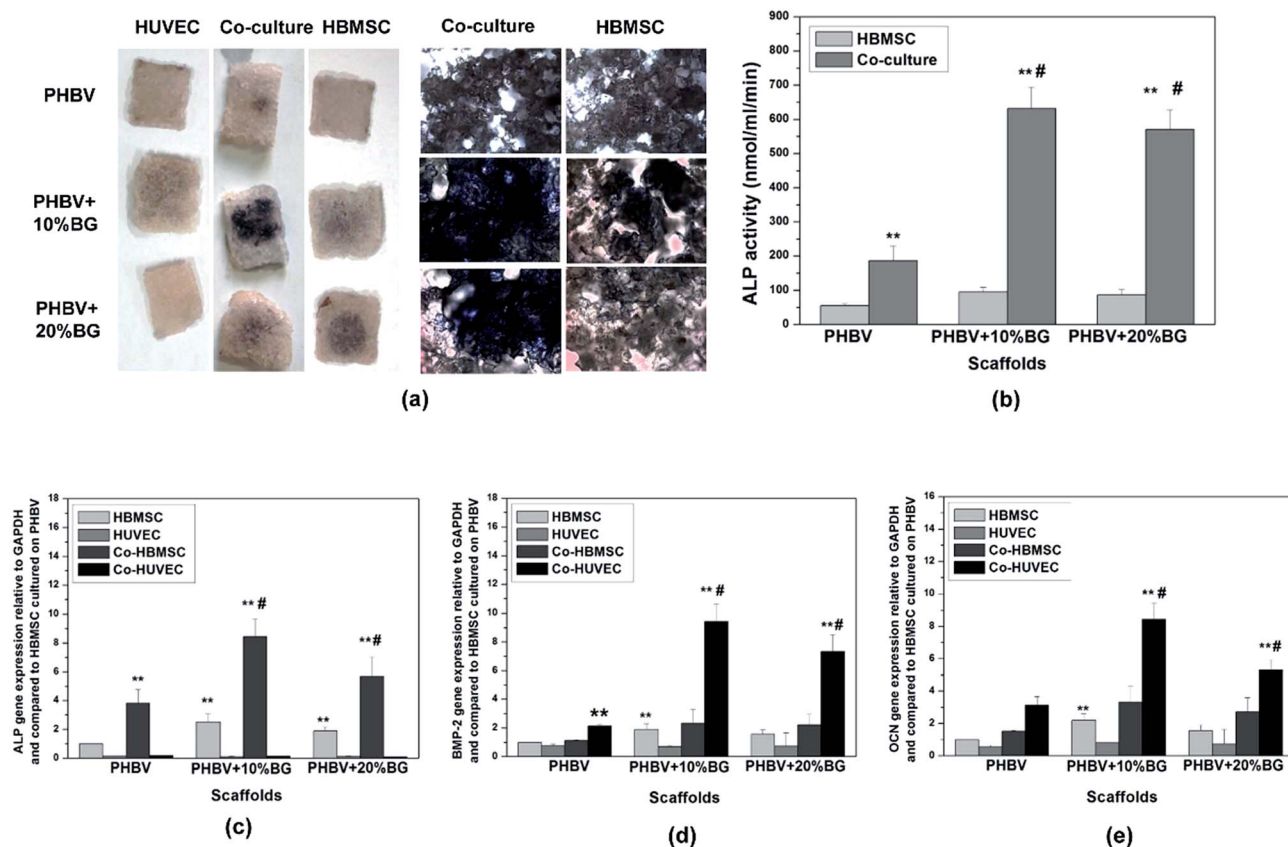 HUVEC Co-culture HBMSC
Co-culture HBMSC
PHBV
PHBV+
10%BG
PHBV+
20%BG
(a)
ALP activity (nmol/ml/min)
900
800
700
600
500
400
300
200
100
0
HBMSC
Co-culture
**
**#
** #
PHBV PHBV+10%BG PHBV+20%BG
Scaffolds
(b)
ALP gene expression relative to GAPDH
and compared to HBMSC cultured on PHBV
18
16
14
12
10
8
6
4
2
0
HBMSC
HUVEC
Co-HBMSC
Co-HUVEC
**
**
**#
**
**#
PHBV PHBV+10%BG PHBV+20%BG
Scaffolds
(c)
BMP-2 gene expression relative to GAPDH
and compared to HBMSC cultured on PHBV
18
16
14
12
10
8
6
4
2
0
HBMSC
HUVEC
Co-HBMSC
Co-HUVEC
**
**
**#
**#
PHBV PHBV+10%BG PHBV+20%BG
Scaffolds
(d)
OCN gene expression relative to GAPDH
and compared to HBMSC cultured on PHBV
16
14
12
10
8
6
4
2
0
HBMSC
HUVEC
Co-HBMSC
Co-HUVEC
**
**#
**#
PHBV PHBV+10%BG PHBV+20%BG
Scaffolds
(e)